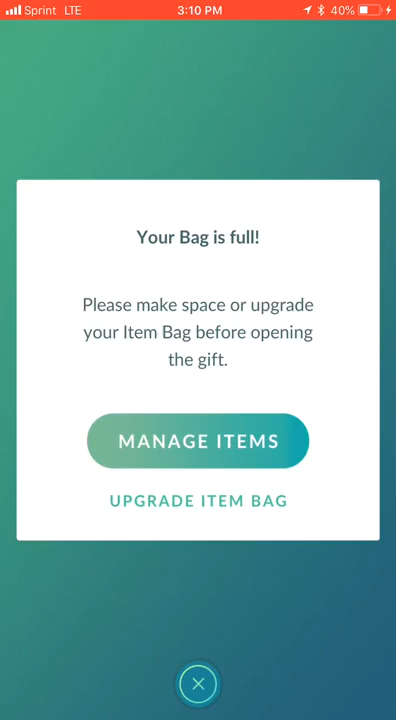 Sprint LTE 3:10 PM 40%
Your Bag is full!
Please make space or upgrade
your Item Bag before opening
the gift.
MANAGE ITEMS
UPGRADE ITEM BAG